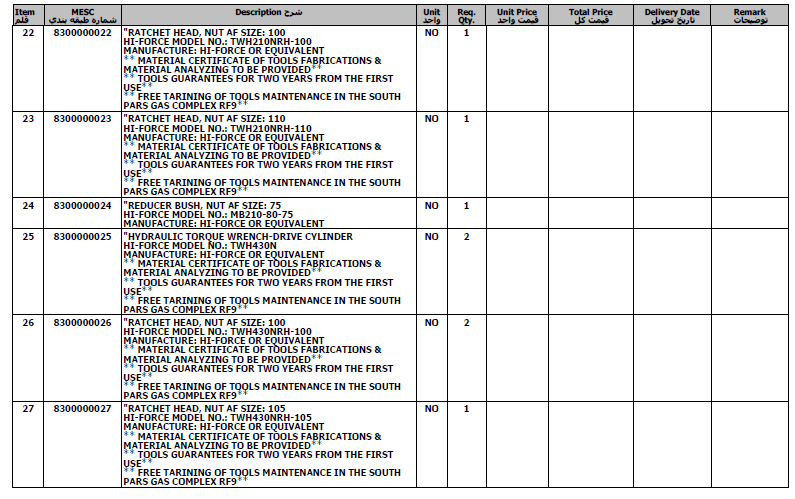 Item MESC Description شرح Unit Req. Unit Price Total Price Delivery Date Remark
قلم شماره طبقه بندي واحد Qty. قيمت واحد قيمت کل تاريخ تحويل توضيحات
22 8300000022 "RATCHET HEAD, NUT AF SIZE: 100 NO 1
HI-FORCE MODEL NO.: TWH210NRH-100
MANUFACTURE: HI-FORCE OR EQUIVALENT
** MATERIAL CERTIFICATE OF TOOLS FABRICATIONS &
MATERIAL ANALYZING TO BE PROVIDED**
** TOOLS GUARANTEES FOR TWO YEARS FROM THE FIRST
USE**
** FREE TARINING OF TOOLS MAINTENANCE IN THE SOUTH
PARS GAS COMPLEX RF9**
23 8300000023 "RATCHET HEAD, NUT AF SIZE: 110 NO 1
HI-FORCE MODEL NO.: TWH210NRH-110
MANUFACTURE: HI-FORCE OR EQUIVALENT
** MATERIAL CERTIFICATE OF TOOLS FABRICATIONS &
MATERIAL ANALYZING TO BE PROVIDED**
** TOOLS GUARANTEES FOR TWO YEARS FROM THE FIRST
USE**
** FREE TARINING OF TOOLS MAINTENANCE IN THE SOUTH
PARS GAS COMPLEX RF9**
24 8300000024 "REDUCER BUSH, NUT AF SIZE: 75 NO 1
HI-FORCE MODEL NO.: MB210-80-75
MANUFACTURE: HI-FORCE OR EQUIVALENT
25 8300000025 "HYDRAULIC TORQUE WRENCH-DRIVE CYLINDER NO 2
HI-FORCE MODEL NO.: TWH430N
MANUFACTURE: HI-FORCE OR EQUIVALENT
** MATERIAL CERTIFICATE OF TOOLS FABRICATIONS &
MATERIAL ANALYZING TO BE PROVIDED**
** TOOLS GUARANTEES FOR TWO YEARS FROM THE FIRST
USE**
** FREE TARINING OF TOOLS MAINTENANCE IN THE SOUTH
PARS GAS COMPLEX RF9**
26 8300000026 "RATCHET HEAD, NUT AF SIZE: 100 NO 2
HI-FORCE MODEL NO.: TWH430NRH-100
MANUFACTURE: HI-FORCE OR EQUIVALENT
** MATERIAL CERTIFICATE OF TOOLS FABRICATIONS &
MATERIAL ANALYZING TO BE PROVIDED**
** TOOLS GUARANTEES FOR TWO YEARS FROM THE FIRST
USE**
** FREE TARINING OF TOOLS MAINTENANCE IN THE SOUTH
PARS GAS COMPLEX RF9**
27 8300000027 "RATCHET HEAD, NUT AF SIZE: 105 NO 1
HI-FORCE MODEL NO.: TWH430NRH-105
MANUFACTURE: HI-FORCE OR EQUIVALENT
** MATERIAL CERTIFICATE OF TOOLS FABRICATIONS &
MATERIAL ANALYZING TO BE PROVIDED**
** TOOLS GUARANTEES FOR TWO YEARS FROM THE FIRST
USE**
** FREE TARINING OF TOOLS MAINTENANCE IN THE SOUTH
PARS GAS COMPLEX RF9**